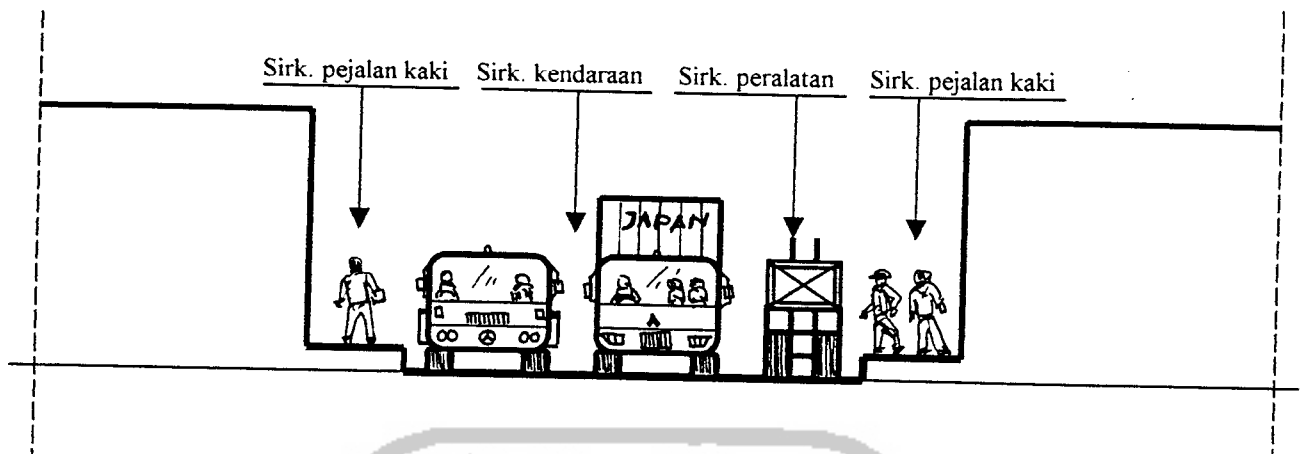 Sirk. pejalan kaki
Sirk. kendaraan
Sirk. peralatan
Sirk. pejalan kaki
JAPAN